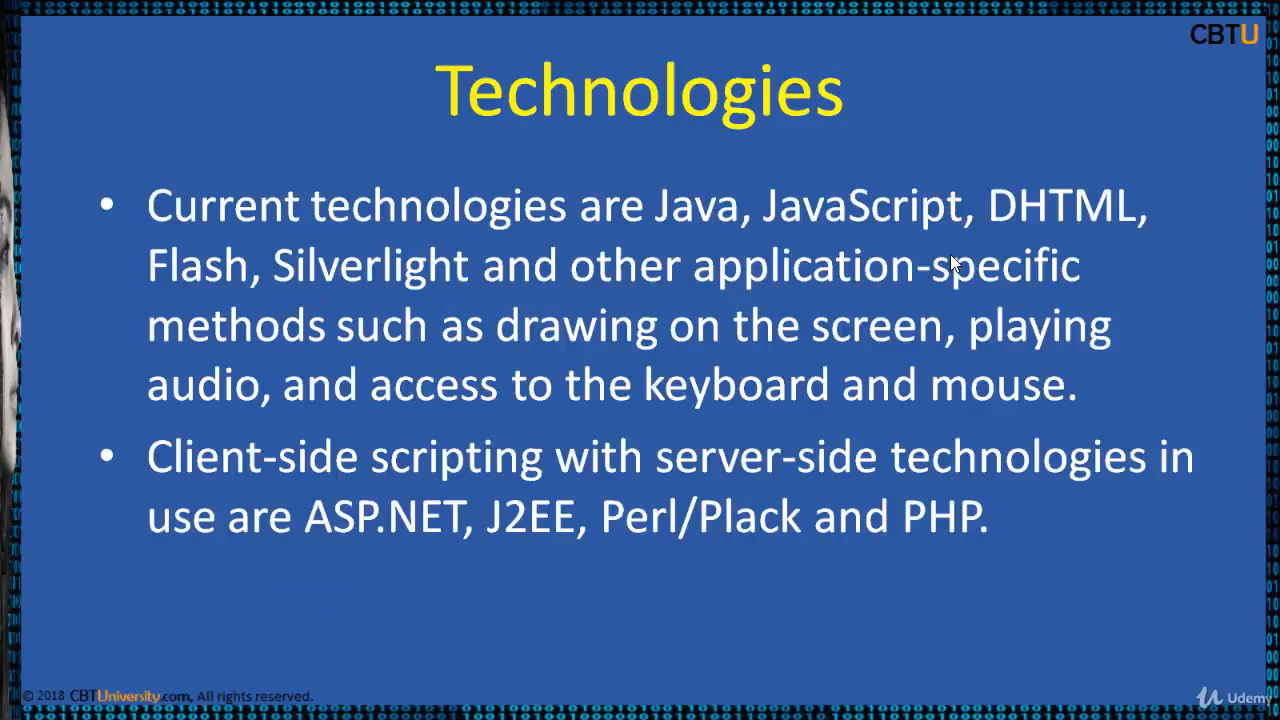 CBTU
Technologies
• Current technologies are Java, JavaScript, DHTML,
Flash, Silverlight and other application-specific
methods such as drawing on the screen, playing
audio, and access to the keyboard and mouse.
• Client-side scripting with server-side technologies in
use are ASP.NET, J2EE, Perl/Plack and PHP.
© 2018 CBTUniversity.com, All rights reserved.
Udemy